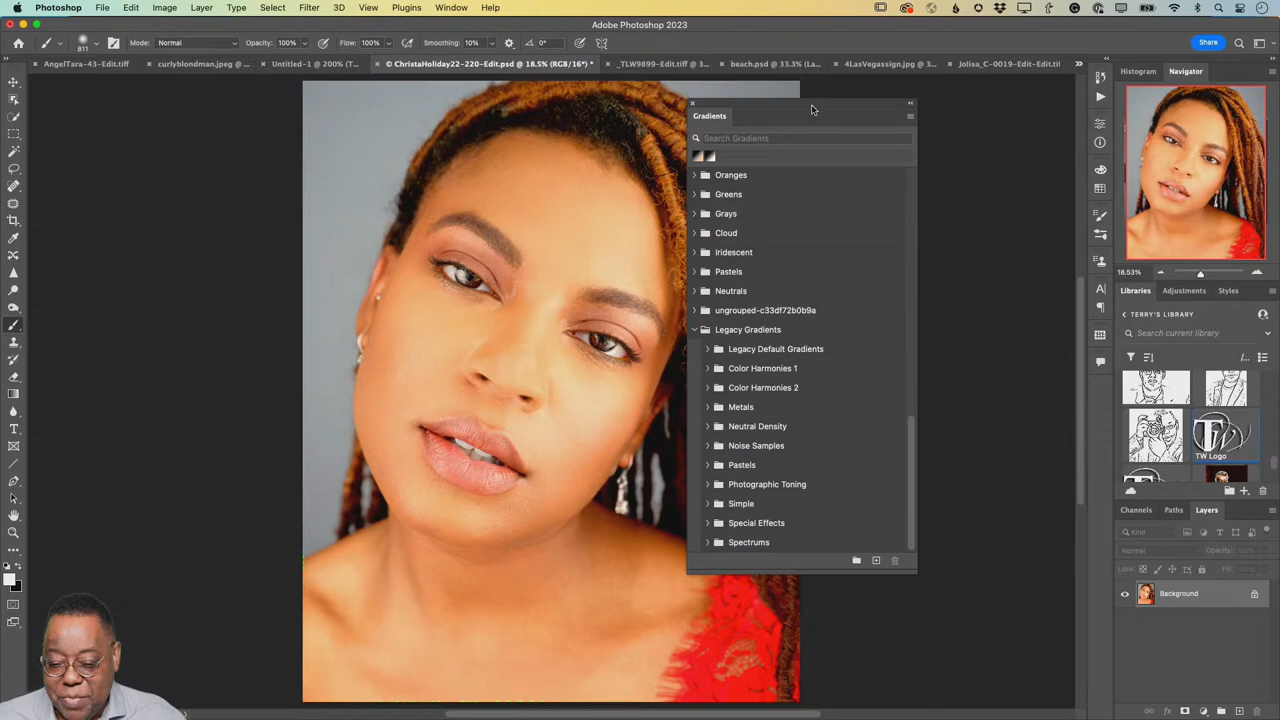 Photoshop File Edit Image Layer Type Select Filter 3D View Plugins Window Help
Adobe Photoshop 2023
811 Mode: Normal Opacity: 100% Flow: 100% Smoothing: 10% 0° Share
AngelTara-43-Edit.tiff curlyblondman.jpeg @ ... Untitled-1 @ 200% (T... © ChristaHoliday22-220-Edit.psd @ 18.5% (RGB/16*) * _TLW9899-Edit.tiff @ 3... beach.psd @ 33.3% (La... 4LasVegassign.jpg @ 3... Jolisa_C-0019-Edit-Edit.tif
Histogram Navigator
Gradients
Search Gradients
Oranges
Greens
Grays
Cloud
Iridescent
Pastels
Neutrals
ungrouped-c33df72b0b9a
Legacy Gradients
Legacy Default Gradients
Color Harmonies 1
Color Harmonies 2
Metals
Neutral Density
Noise Samples
Pastels
Photographic Toning
Simple
Special Effects
Spectrums
18.53%
Libraries Adjustments Styles
TERRY'S LIBRARY
Search current library
TW Logo
Channels Paths Layers
Kind
Normal Opacity: 100%
Lock: Fill: 100%
Background